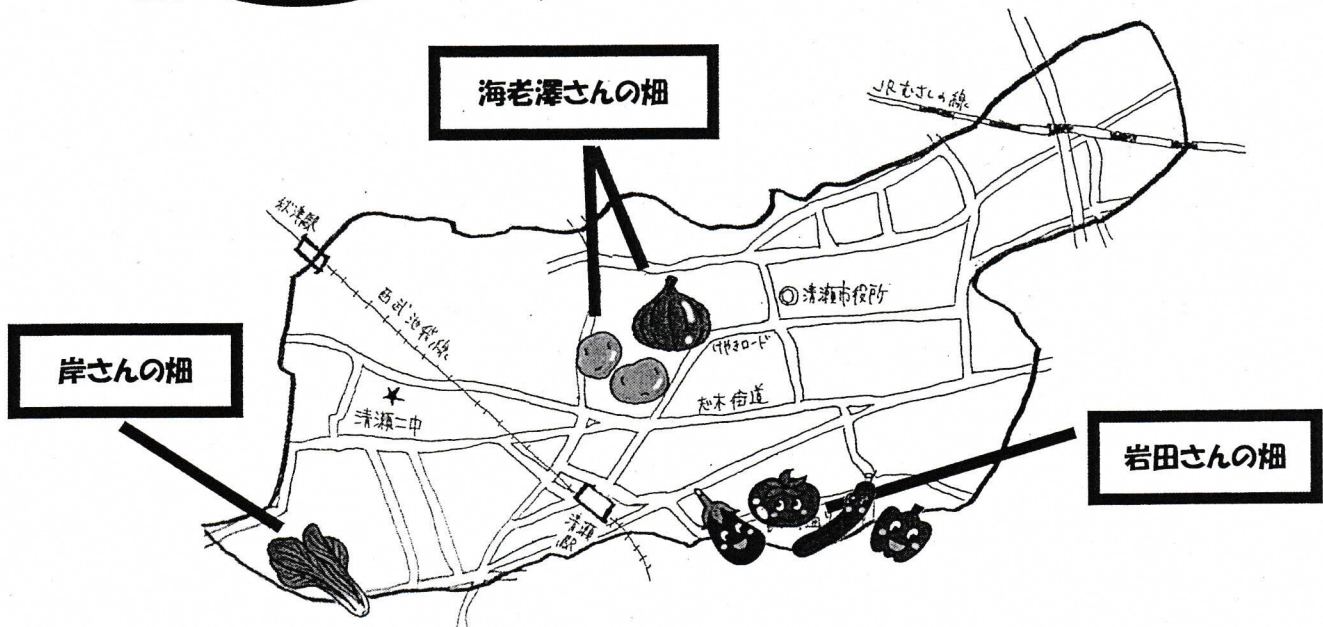 海老澤さんの畑
JRむさしの線
秋津駅
西武池袋線
清瀬市役所
けやきロード
岸さんの畑
志木街道
清瀬二中
岩田さんの畑
清瀬駅